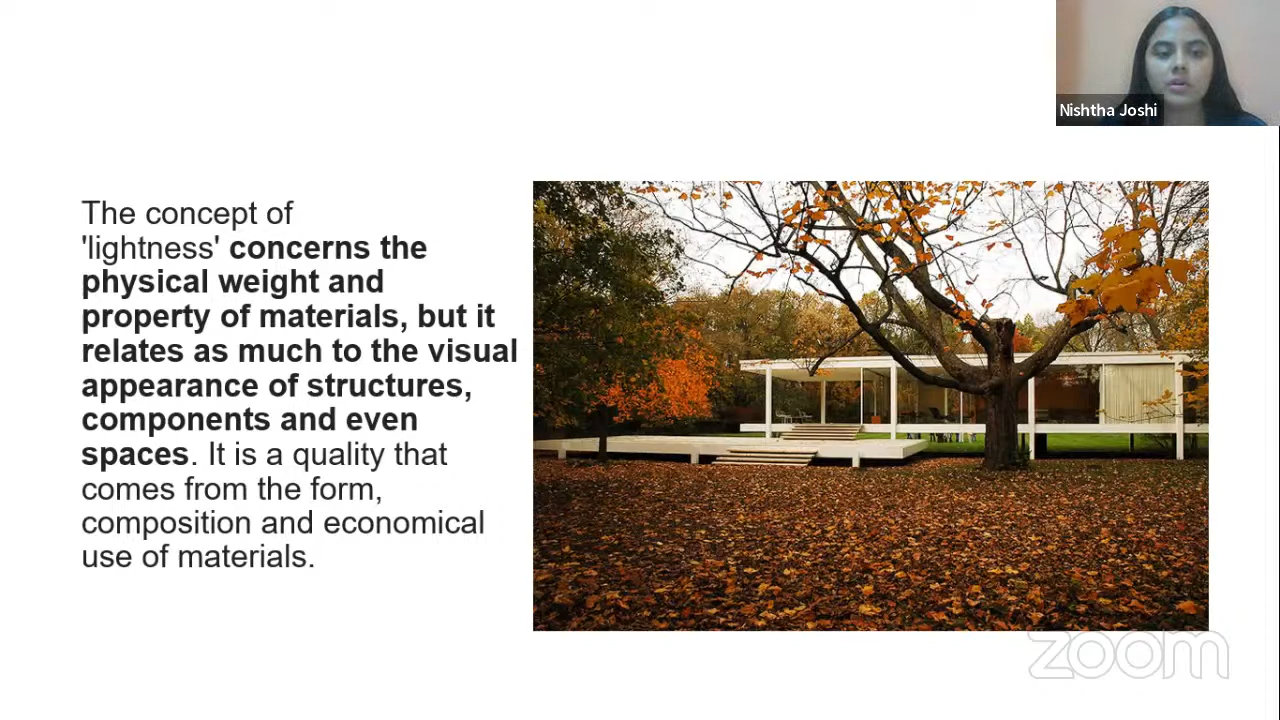 Nishtha Joshi
The concept of
'lightness' concerns the
physical weight and
property of materials, but it
relates as much to the visual
appearance of structures,
components and even
spaces. It is a quality that
comes from the form,
composition and economical
use of materials.
zoom